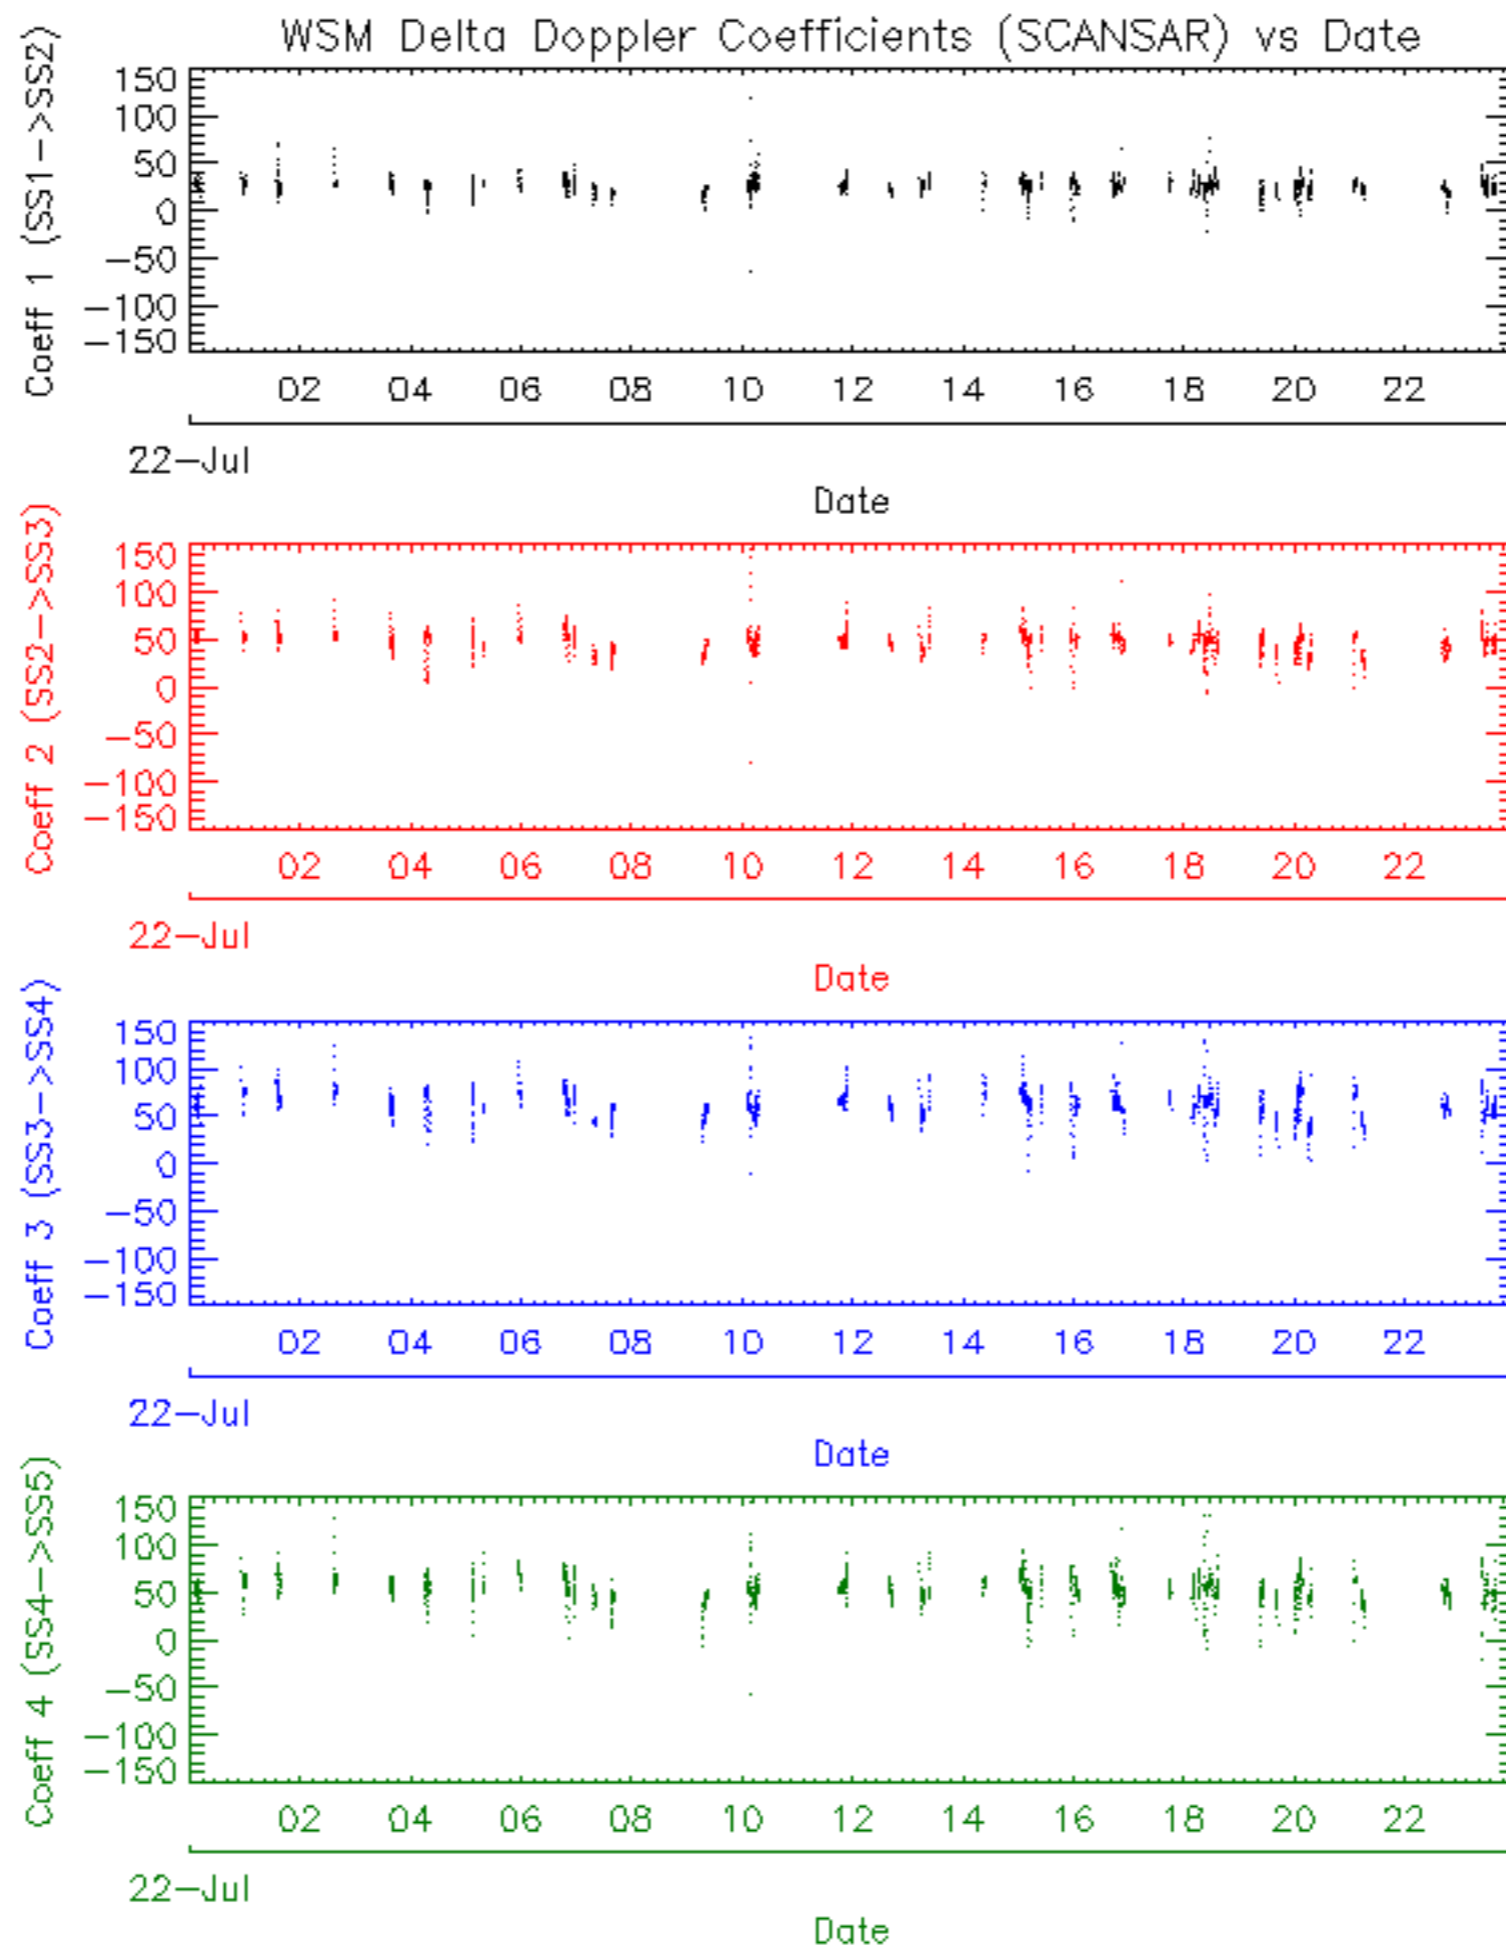 WSM Delta Doppler Coefficients (SCANSAR) vs Date
Coeff 1 (SS1->SS2)
150
100
50
0
-50
-100
-150
02 04 06 08 10 12 14 16 18 20 22
22-Jul
Date
Coeff 2 (SS2->SS3)
150
100
50
0
-50
-100
-150
02 04 06 08 10 12 14 16 18 20 22
22-Jul
Date
Coeff 3 (SS3->SS4)
150
100
50
0
-50
-100
-150
02 04 06 08 10 12 14 16 18 20 22
22-Jul
Date
Coeff 4 (SS4->SS5)
150
100
50
0
-50
-100
-150
02 04 06 08 10 12 14 16 18 20 22
22-Jul
Date